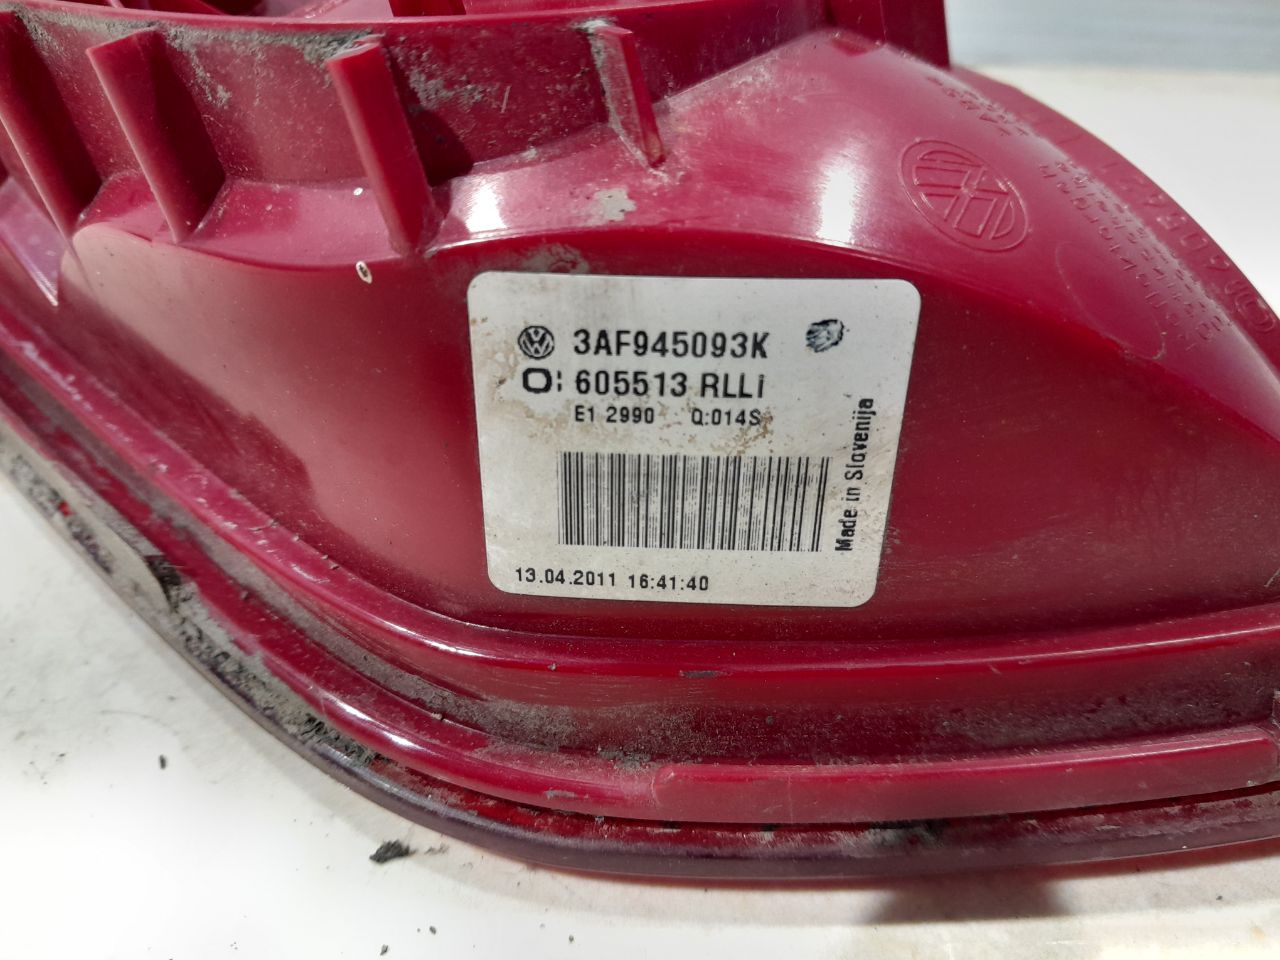 3AF945093K
O: 605513 RLLi
E1 2990 Q:014S
Made in Slovenija
13.04.2011 16:41:40